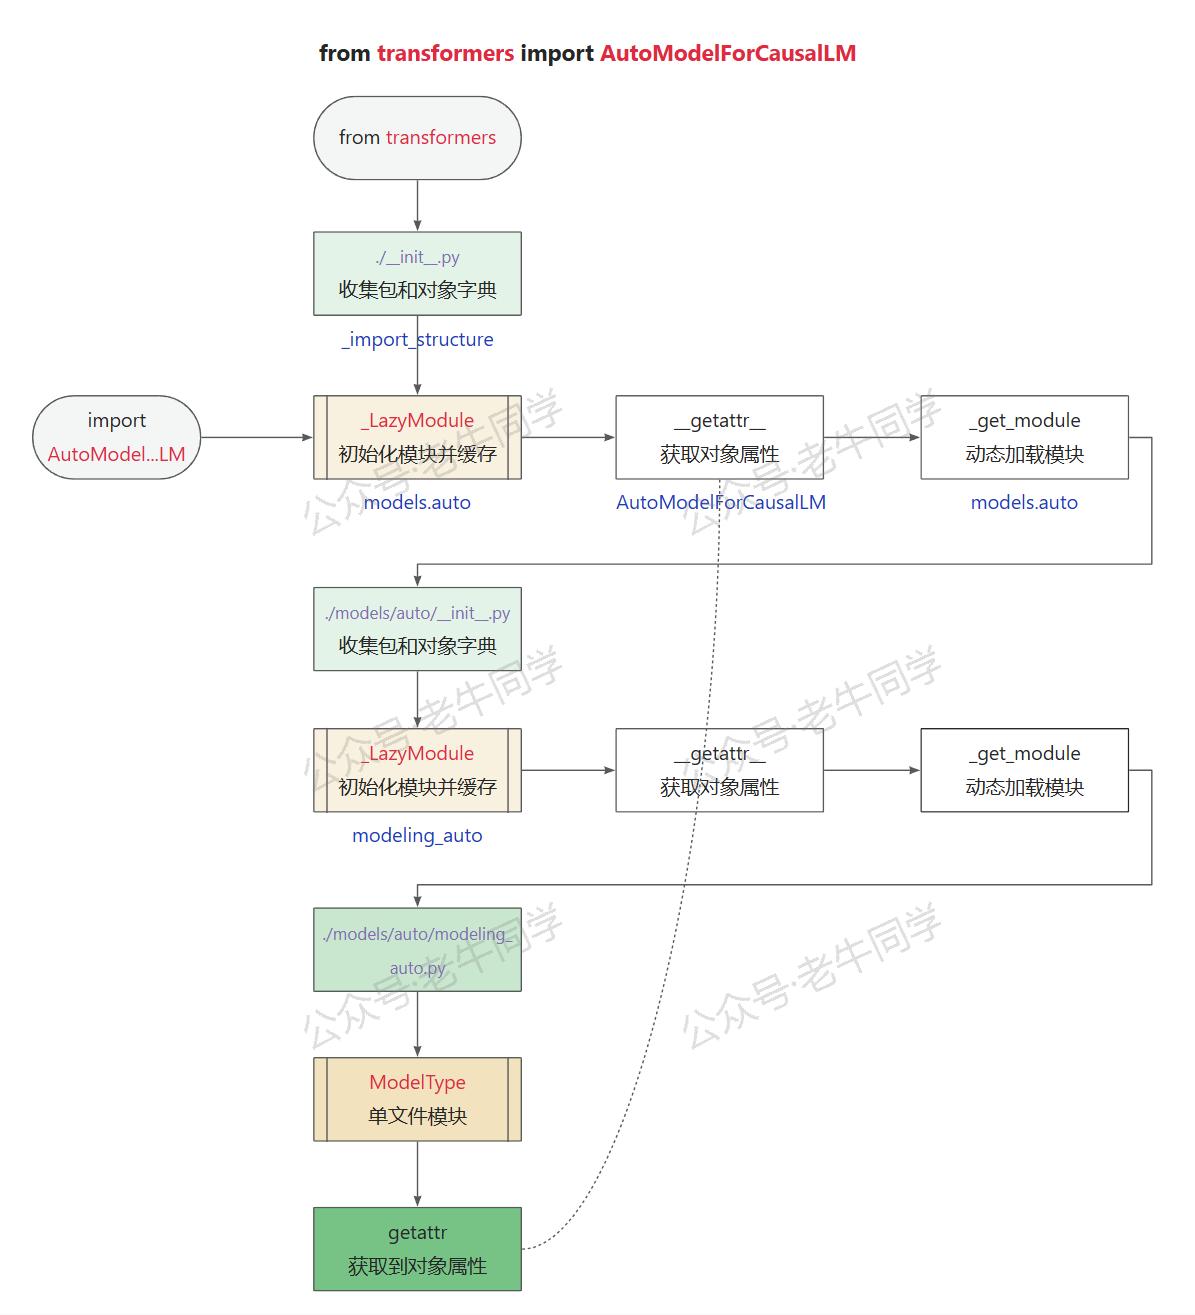 from transformers import AutoModelForCausalLM
from transformers
./__init__.py
收集包和对象字典
_import_structure
import
AutoModel...LM
_LazyModule
初始化模块并缓存
models.auto
__getattr__
获取对象属性
AutoModelForCausalLM
_get_module
动态加载模块
models.auto
公众号·老牛同学
公众号·老牛同学
./models/auto/__init__.py
收集包和对象字典
_LazyModule
初始化模块并缓存
modeling_auto
__getattr__
获取对象属性
_get_module
动态加载模块
公众号·老牛同学
公众号·老牛同学
./models/auto/modeling_
auto.py
公众号·老牛同学
公众号·老牛同学
ModelType
单文件模块
getattr
获取到对象属性